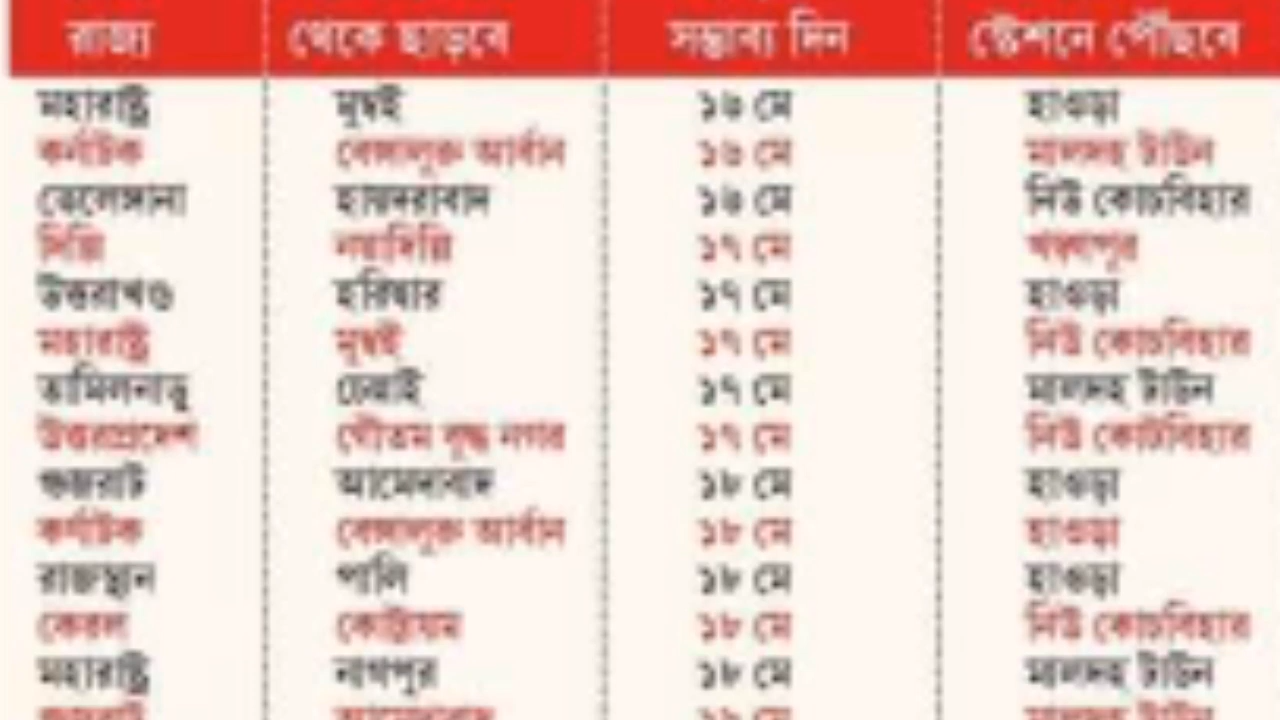 রাজ্য থেকে ছাড়বে সম্ভাব্য দিন স্টেশনে পৌঁছবে
মহারাষ্ট্র মুম্বই ১৬ মে হাওড়া
কর্নাটক বেঙ্গালুরু আর্বান ১৬ মে মালদহ টাউন
তেলেঙ্গানা হায়দরাবাদ ১৬ মে নিউ কোচবিহার
দিল্লি নয়াদিল্লি ১৭ মে খড়্গপুর
উত্তরাখণ্ড হরিদ্বার ১৭ মে হাওড়া
মহারাষ্ট্র মুম্বই ১৭ মে নিউ কোচবিহার
তামিলনাড়ু চেন্নাই ১৭ মে মালদহ টাউন
উত্তরপ্রদেশ গৌতম বুদ্ধ নগর ১৭ মে নিউ কোচবিহার
গুজরাট আমেদাবাদ ১৮ মে হাওড়া
কর্নাটক বেঙ্গালুরু আর্বান ১৮ মে হাওড়া
রাজস্থান পালি ১৮ মে হাওড়া
কেরল কোট্টায়ম ১৮ মে নিউ কোচবিহার
মহারাষ্ট্র নাগপুর ১৮ মে মালদহ টাউন